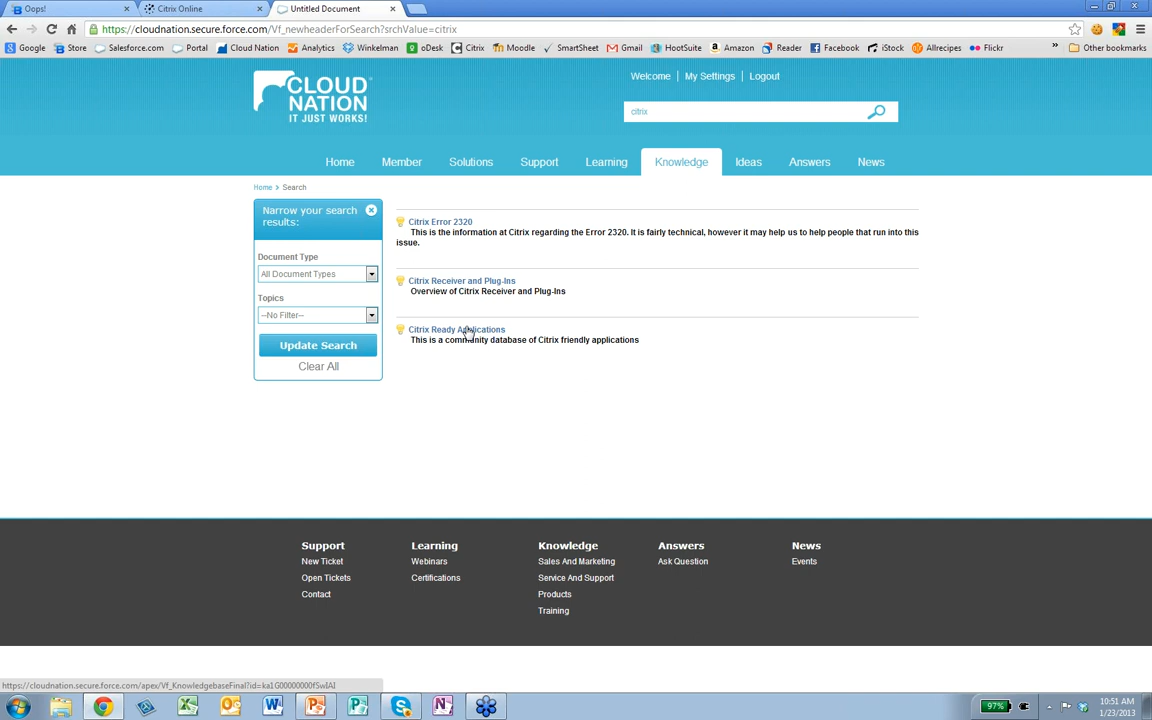 Oops!
Citrix Online
Untitled Document
https://cloudnation.secure.force.com/Vf_newheaderForSearch?srchValue=citrix
Google Store Salesforce.com Portal Cloud Nation Analytics Winkelman oDesk Citrix Moodle SmartSheet Gmail HootSuite Amazon Reader Facebook iStock Allrecipes Flickr » Other bookmarks
CLOUD
NATION
IT JUST WORKS!
Welcome | My Settings | Logout
citrix
Home Member Solutions Support Learning Knowledge Ideas Answers News
Home > Search
Narrow your search
results:
Document Type
All Document Types
Topics
--No Filter--
Update Search
Clear All
Citrix Error 2320
This is the information at Citrix regarding the Error 2320. It is fairly technical, however it may help us to help people that run into this
issue.
Citrix Receiver and Plug-Ins
Overview of Citrix Receiver and Plug-Ins
Citrix Ready Applications
This is a community database of Citrix friendly applications
Support
New Ticket
Open Tickets
Contact
Learning
Webinars
Certifications
Knowledge
Sales And Marketing
Service And Support
Products
Training
Answers
Ask Question
News
Events
97%
10:51 AM
1/23/2013